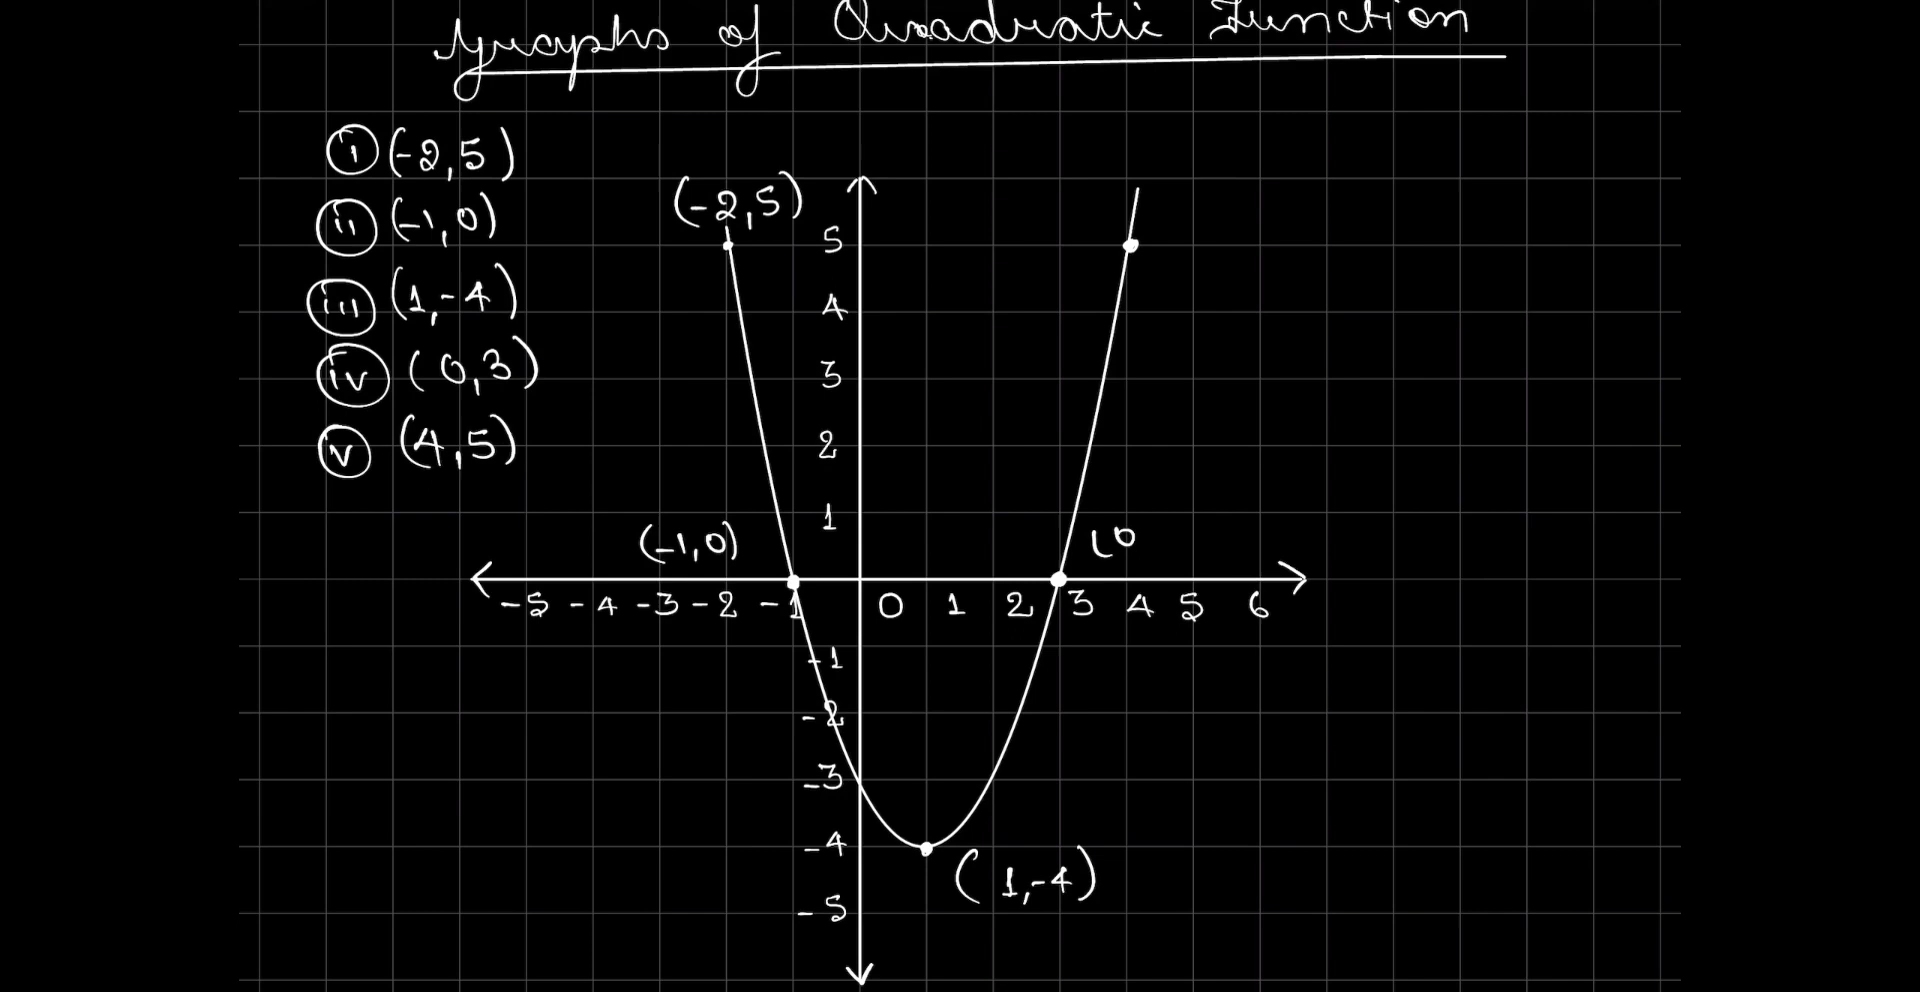 Graphs of Quadratic Function
i (-2,5)
ii (-1,0)
iii (1,-4)
iv (0,3)
v (4,5)
(-2,5)
5
4
3
2
1
(-1,0)
(0
-5 -4 -3 -2 -1 0 1 2 3 4 5 6
-1
-2
-3
-4
(1,-4)
-5